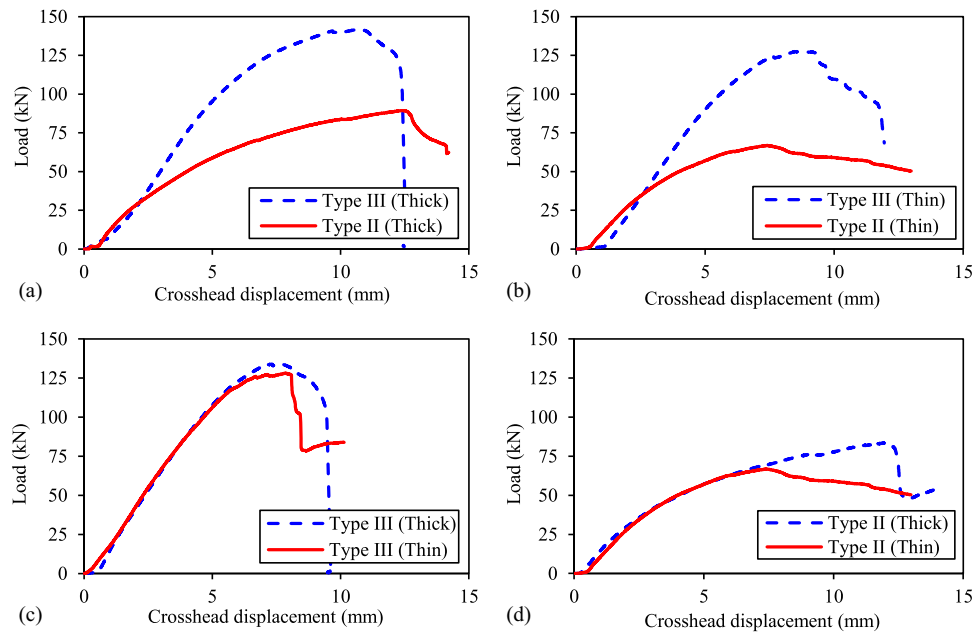 150
125
100
75
50
25
0
Load (kN)
Type III (Thick)
Type II (Thick)
0 5 10 15
Crosshead displacement (mm)
(a)
150
125
100
75
50
25
0
Load (kN)
Type III (Thin)
Type II (Thin)
0 5 10 15
Crosshead displacement (mm)
(b)
150
125
100
75
50
25
0
Load (kN)
Type III (Thick)
Type III (Thin)
0 5 10 15
Crosshead displacement (mm)
(c)
150
125
100
75
50
25
0
Load (kN)
Type II (Thick)
Type II (Thin)
0 5 10 15
Crosshead displacement (mm)
(d)